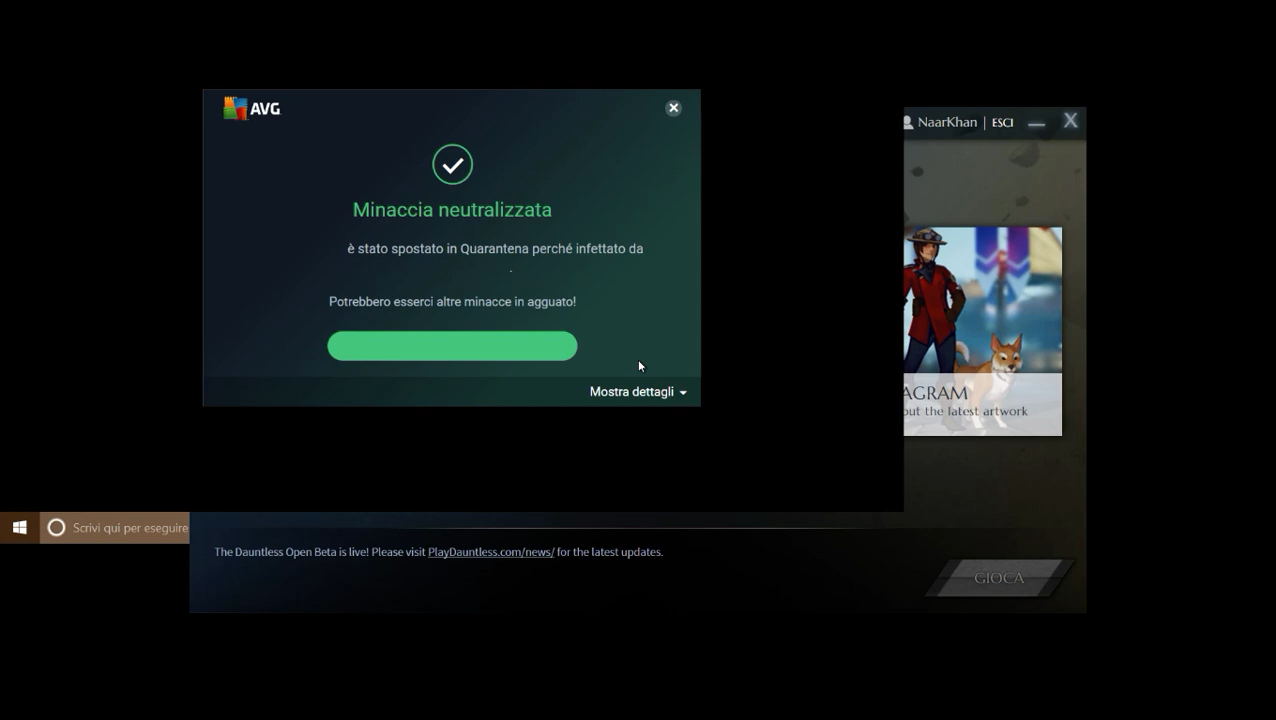 AVG
Minaccia neutralizzata
è stato spostato in Quarantena perché infettato da
.
Potrebbero esserci altre minacce in agguato!
Mostra dettagli
NaarKhan | ESCI
AGRAM
out the latest artwork
Scrivi qui per eseguire
The Dauntless Open Beta is live! Please visit PlayDauntless.com/news/ for the latest updates.
GIOCA